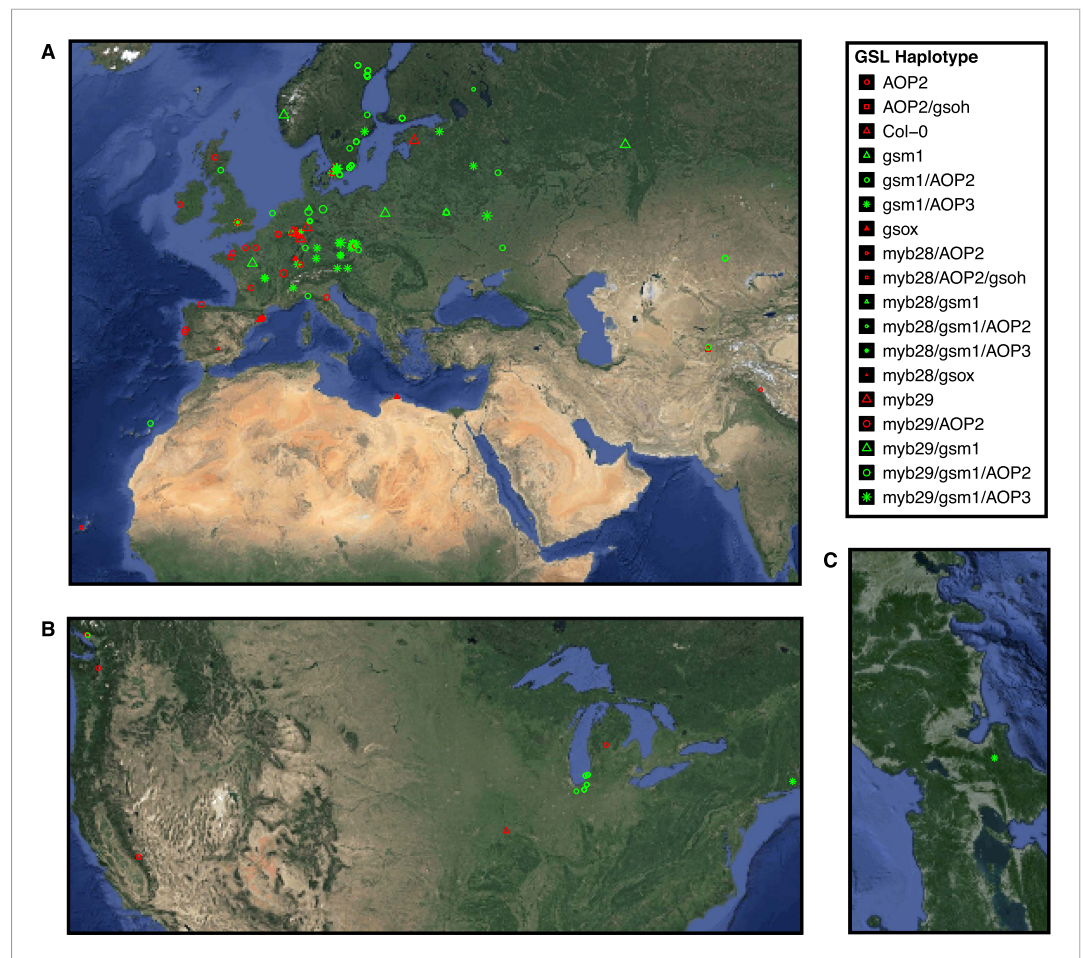 A
GSL Haplotype
AOP2
AOP2/gsoh
Col−0
gsm1
gsm1/AOP2
gsm1/AOP3
gsox
myb28/AOP2
myb28/AOP2/gsoh
myb28/gsm1
myb28/gsm1/AOP2
myb28/gsm1/AOP3
myb28/gsox
myb29
myb29/AOP2
myb29/gsm1
myb29/gsm1/AOP2
myb29/gsm1/AOP3
B
C